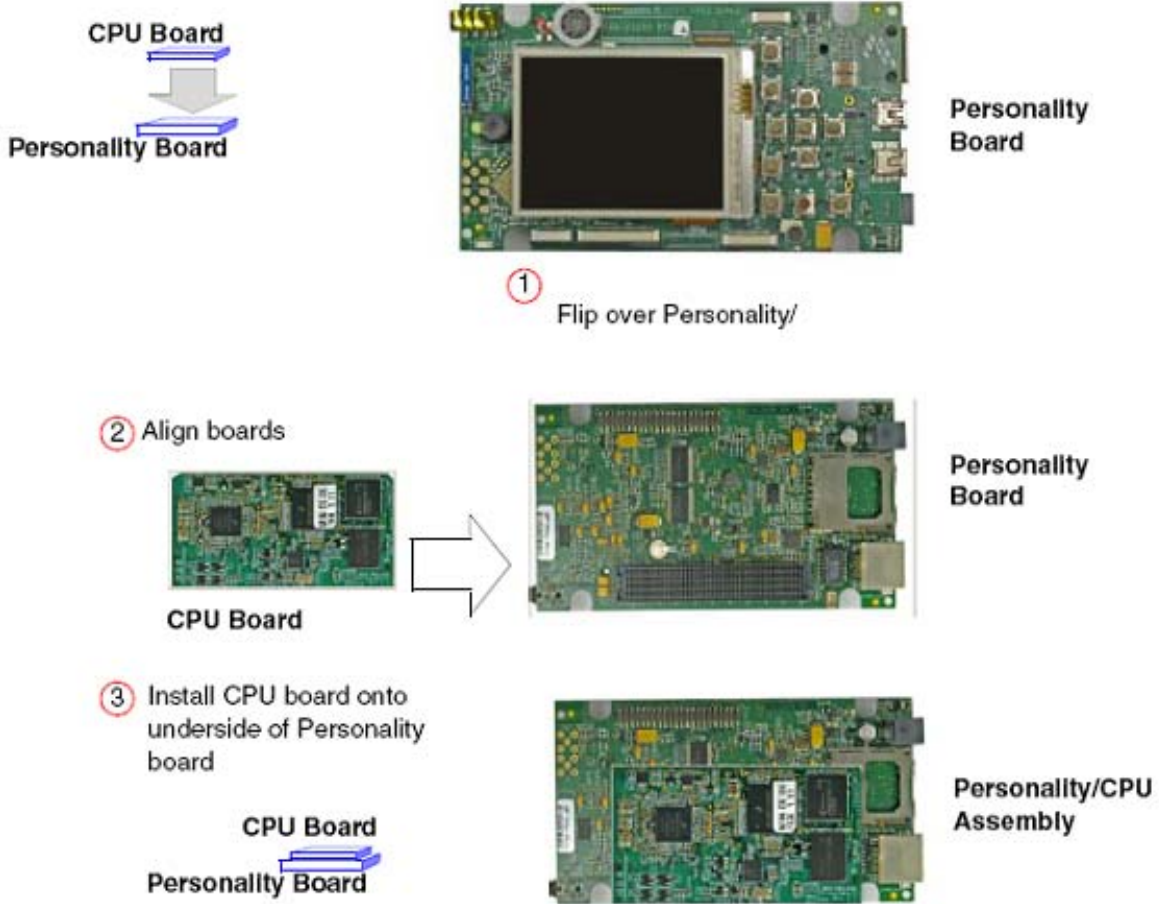 CPU Board
Personality Board
Personality
Board
1
Flip over Personality/
2 Align boards
CPU Board
Personality
Board
3 Install CPU board onto
underside of Personality
board
CPU Board
Personality Board
Personality/CPU
Assembly